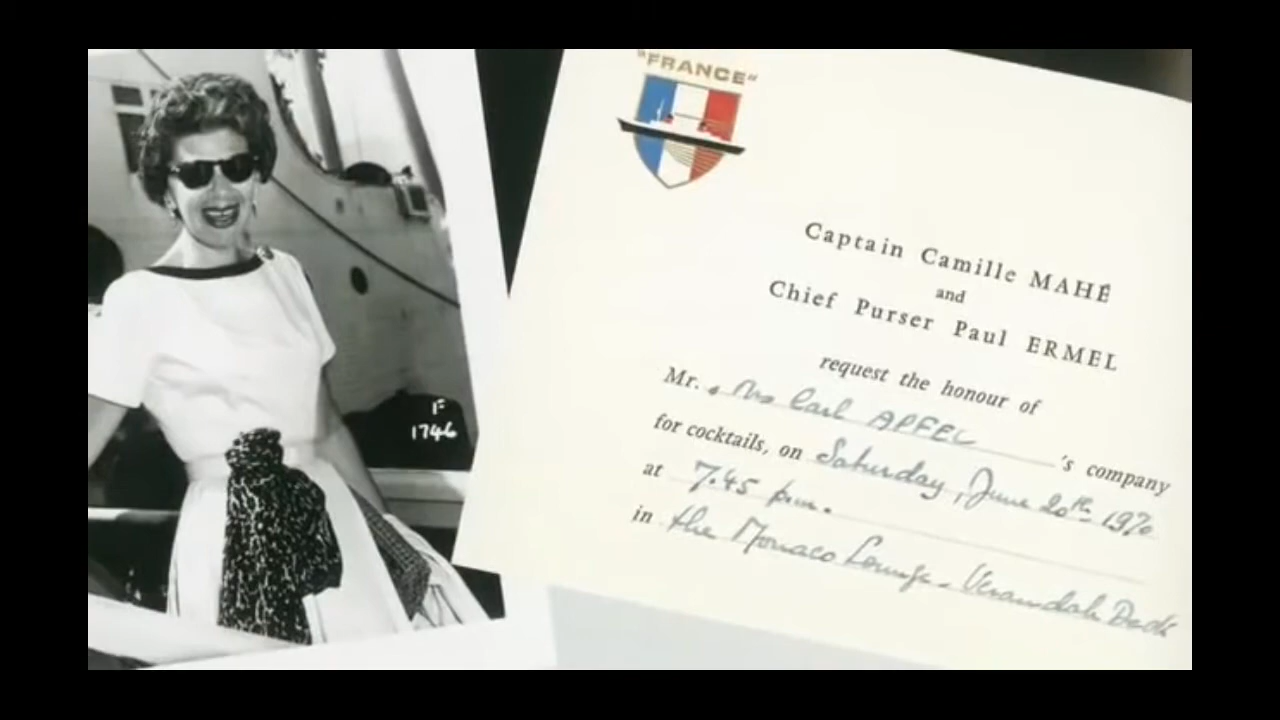 F
1746
"FRANCE"
Captain Camille MAHÉ
and
Chief Purser Paul ERMEL
request the honour of
Mr. & Mrs Carl APFEL 's company
for cocktails, on Saturday, June 20th 1970
at 7.45 p.m.
in the Monaco Lounge - Verandah Deck